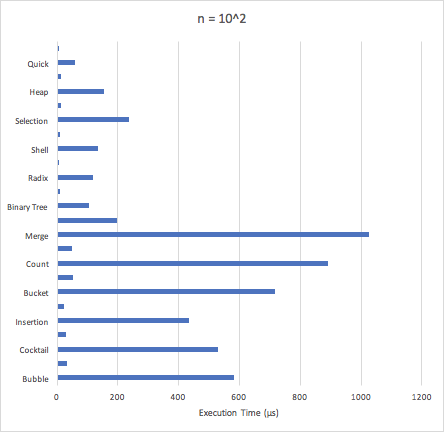 n = 10^2
Quick
Heap
Selection
Shell
Radix
Binary Tree
Merge
Count
Bucket
Insertion
Cocktail
Bubble
0 200 400 600 800 1000 1200
Execution Time (µs)